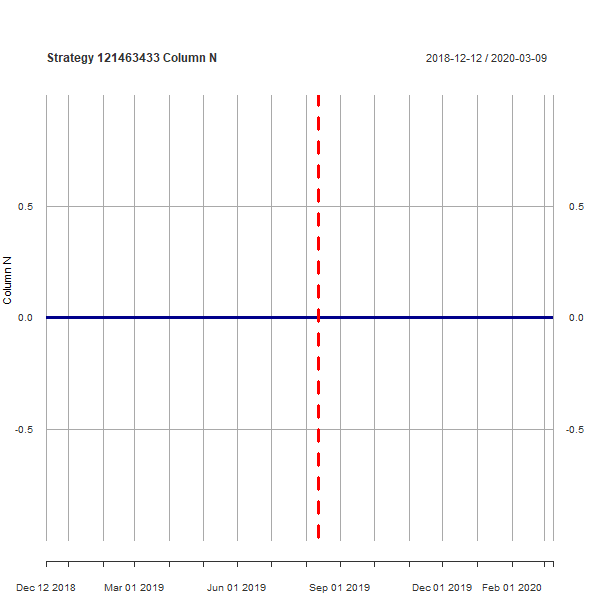 Strategy 121463433 Column N
2018-12-12 / 2020-03-09
0.5
0.5
Column N
0.0
0.0
-0.5
-0.5
Dec 12 2018
Mar 01 2019
Jun 01 2019
Sep 01 2019
Dec 01 2019
Feb 01 2020